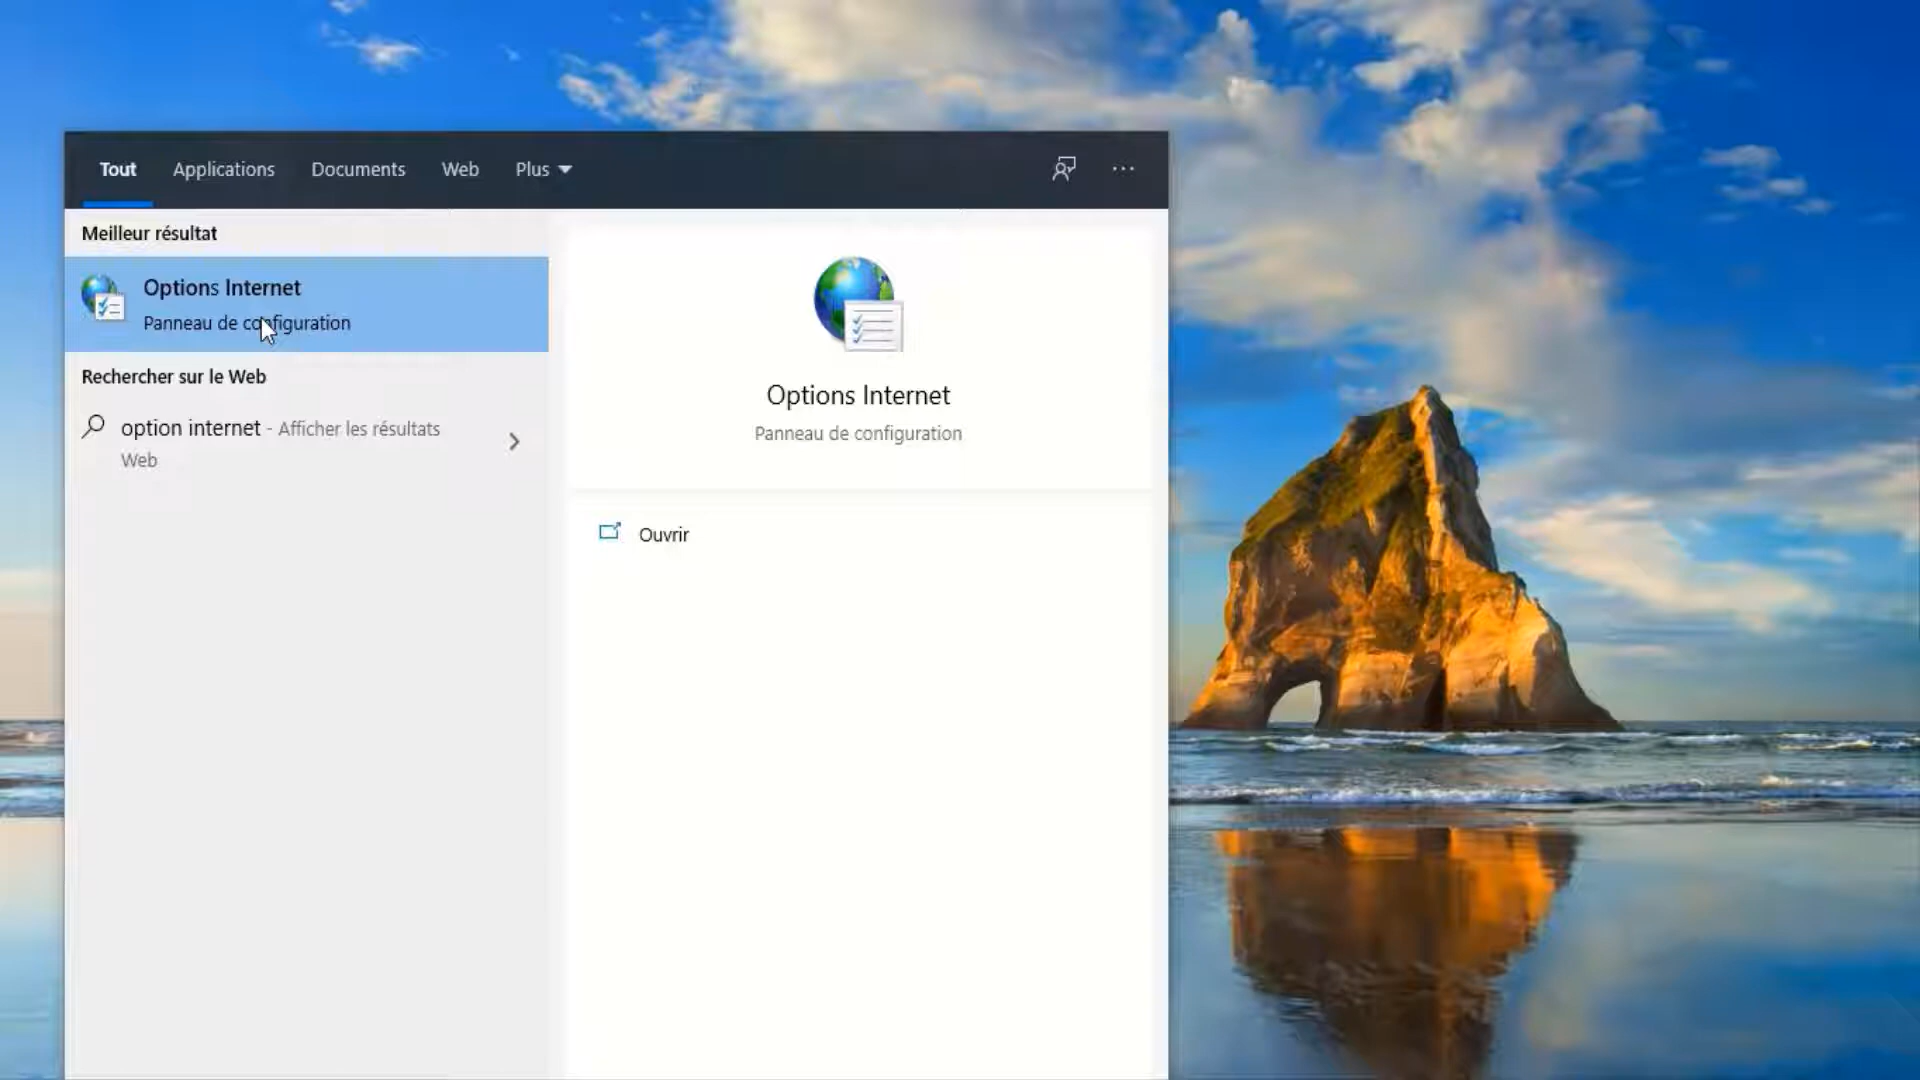 Tout Applications Documents Web Plus
Meilleur résultat
Options Internet
Panneau de configuration
Rechercher sur le Web
option internet - Afficher les résultats
Web
Options Internet
Panneau de configuration
Ouvrir